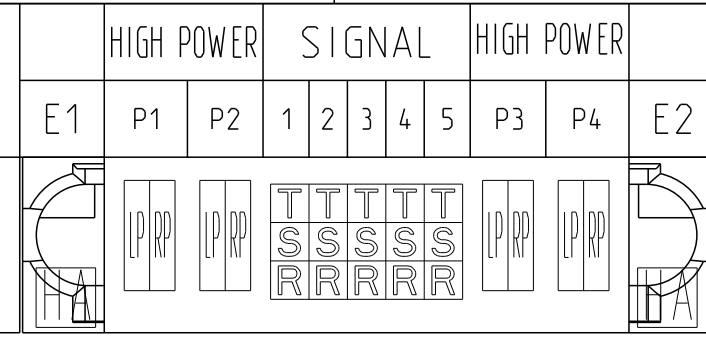 HIGH POWER SIGNAL HIGH POWER
E1 P1 P2 1 2 3 4 5 P3 P4 E2
LP RP LP RP T T T T T LP RP LP RP
S S S S S
HA R R R R R HA